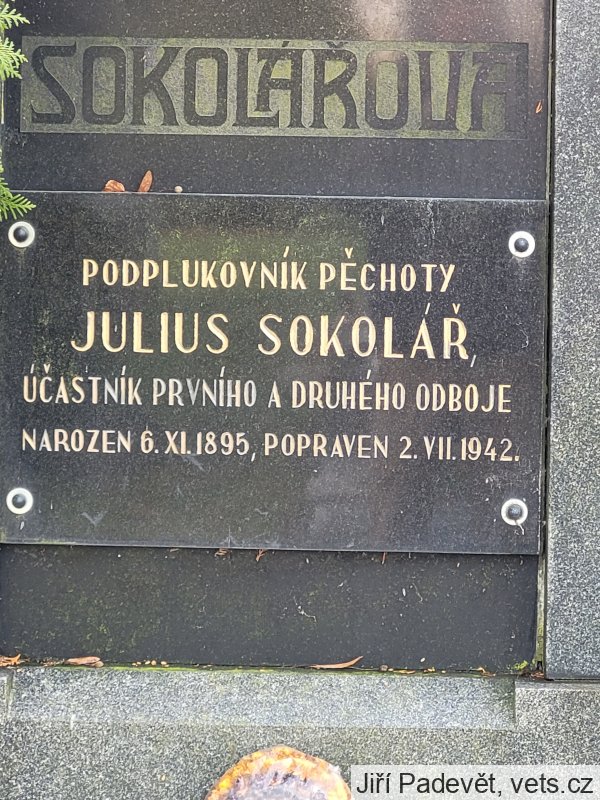 SOKOLÁŘOVA
PODPLUKOVNÍK PĚCHOTY
JULIUS SOKOLÁŘ,
ÚČASTNÍK PRVNÍHO A DRUHÉHO ODBOJE
NAROZEN 6.XI.1895, POPRAVEN 2.VII.1942.
Jiří Padevět, vets.cz